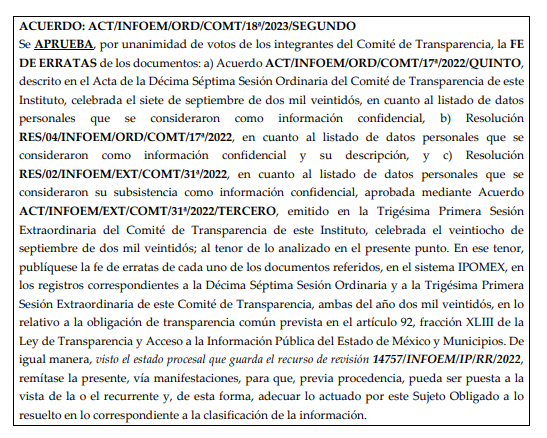 ACUERDO: ACT/INFOEM/ORD/COMT/18ª/2023/SEGUNDO
Se APRUEBA, por unanimidad de votos de los integrantes del Comité de Transparencia, la FE
DE ERRATAS de los documentos: a) Acuerdo ACT/INFOEM/ORD/COMT/17ª/2022/QUINTO,
descrito en el Acta de la Décima Séptima Sesión Ordinaria del Comité de Transparencia de este
Instituto, celebrada el siete de septiembre de dos mil veintidós, en cuanto al listado de datos
personales que se consideraron como información confidencial, b) Resolución
RES/04/INFOEM/ORD/COMT/17ª/2022, en cuanto al listado de datos personales que se
consideraron como información confidencial y su descripción, y c) Resolución
RES/02/INFOEM/EXT/COMT/31ª/2022, en cuanto al listado de datos personales que se
consideraron su subsistencia como información confidencial, aprobada mediante Acuerdo
ACT/INFOEM/EXT/COMT/31ª/2022/TERCERO, emitido en la Trigésima Primera Sesión
Extraordinaria del Comité de Transparencia de este Instituto, celebrada el veintiocho de
septiembre de dos mil veintidós; al tenor de lo analizado en el presente punto. En ese tenor,
publíquese la fe de erratas de cada uno de los documentos referidos, en el sistema IPOMEX, en
los registros correspondientes a la Décima Séptima Sesión Ordinaria y a la Trigésima Primera
Sesión Extraordinaria de este Comité de Transparencia, ambas del año dos mil veintidós, en lo
relativo a la obligación de transparencia común prevista en el artículo 92, fracción XLIII de la
Ley de Transparencia y Acceso a la Información Pública del Estado de México y Municipios. De
igual manera, visto el estado procesal que guarda el recurso de revisión 14757/INFOEM/IP/RR/2022,
remítase la presente, vía manifestaciones, para que, previa procedencia, pueda ser puesta a la
vista de la o el recurrente y, de esta forma, adecuar lo actuado por este Sujeto Obligado a lo
resuelto en lo correspondiente a la clasificación de la información.